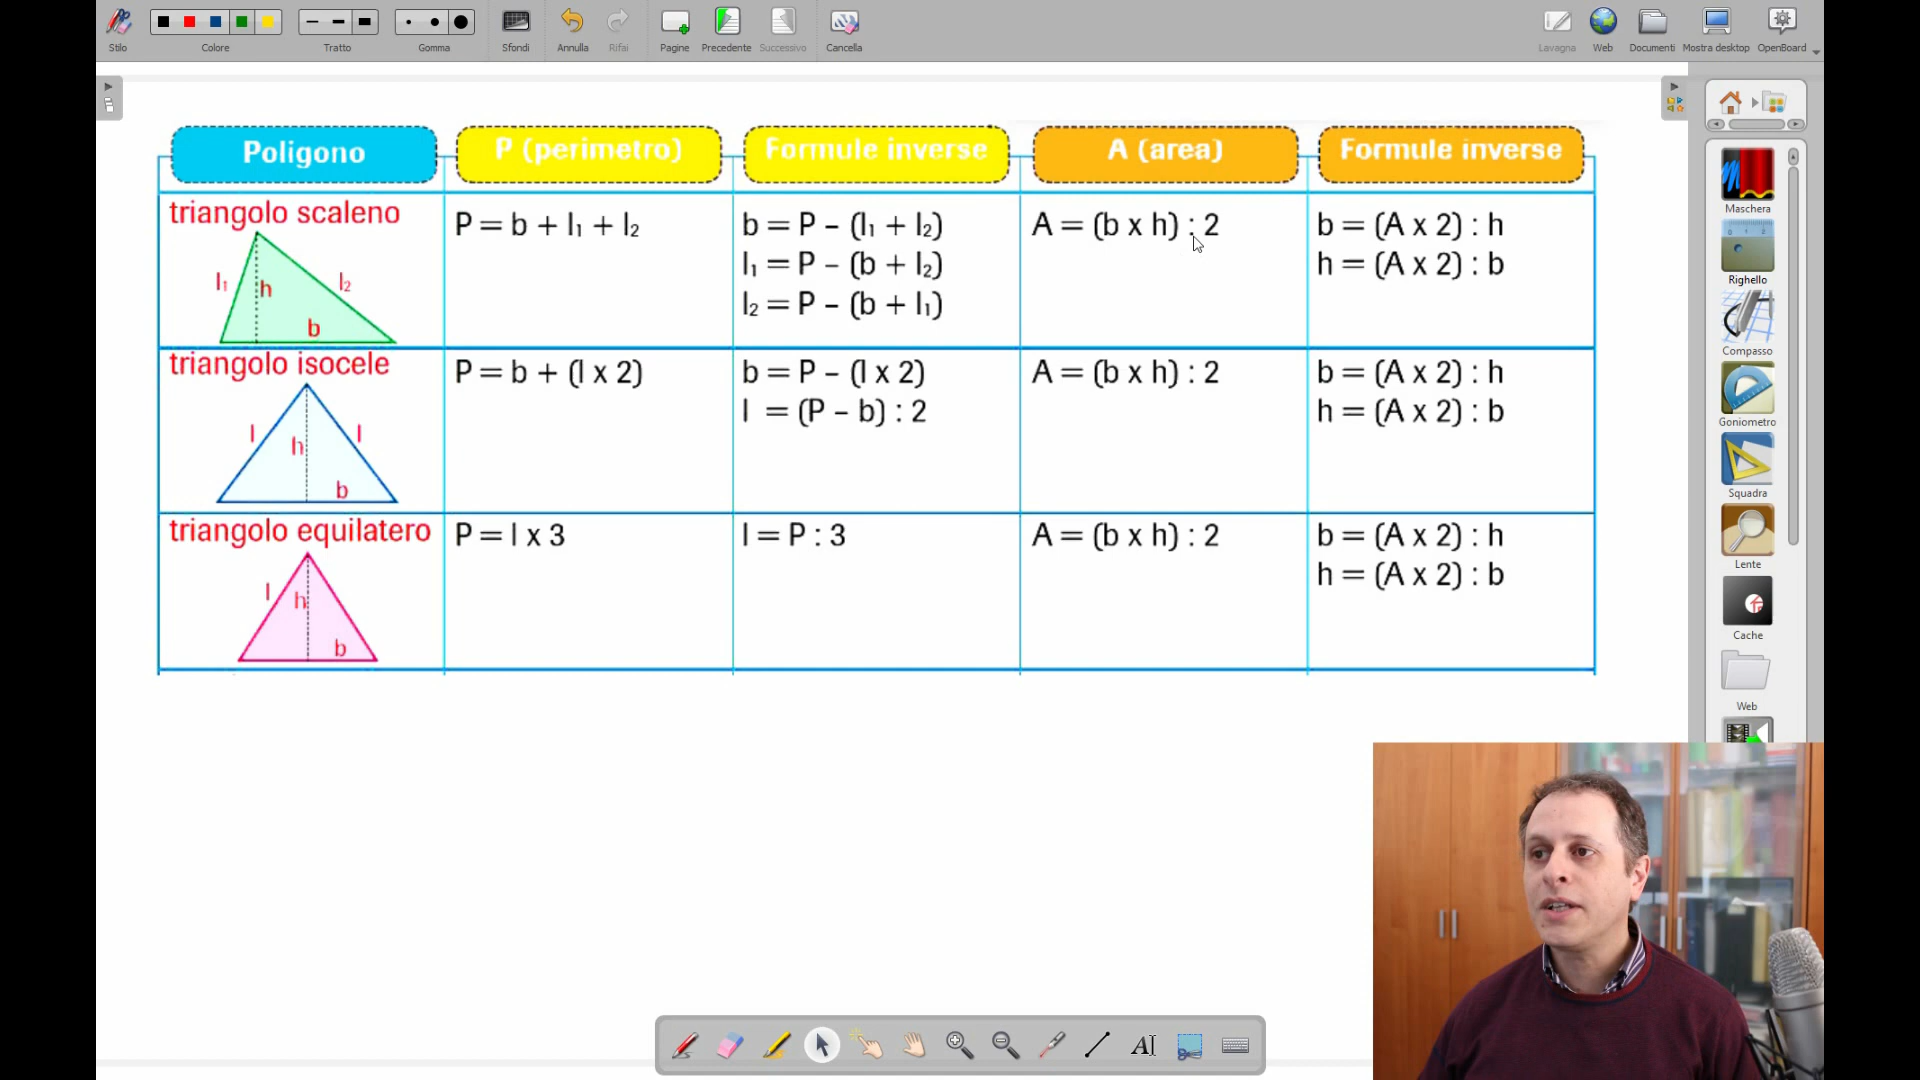 Stilo
Colore
Tratto
Gomma
Sfondi
Annulla
Rifai
Pagine
Precedente
Successivo
Cancella
Lavagna
Web
Documenti
Mostra desktop
OpenBoard
Poligono
P (perimetro)
Formule inverse
A (area)
Formule inverse
triangolo scaleno
l₁
h
l₂
b
P = b + l₁ + l₂
b = P – (l₁ + l₂)
l₁ = P – (b + l₂)
l₂ = P – (b + l₁)
A = (b x h) : 2
b = (A x 2) : h
h = (A x 2) : b
triangolo isocele
l
h
l
b
P = b + (l x 2)
b = P – (l x 2)
l = (P – b) : 2
A = (b x h) : 2
b = (A x 2) : h
h = (A x 2) : b
triangolo equilatero
l
h
b
P = l x 3
l = P : 3
A = (b x h) : 2
b = (A x 2) : h
h = (A x 2) : b
Maschera
Righello
Compasso
Goniometro
Squadra
Lente
Cache
Web
AI